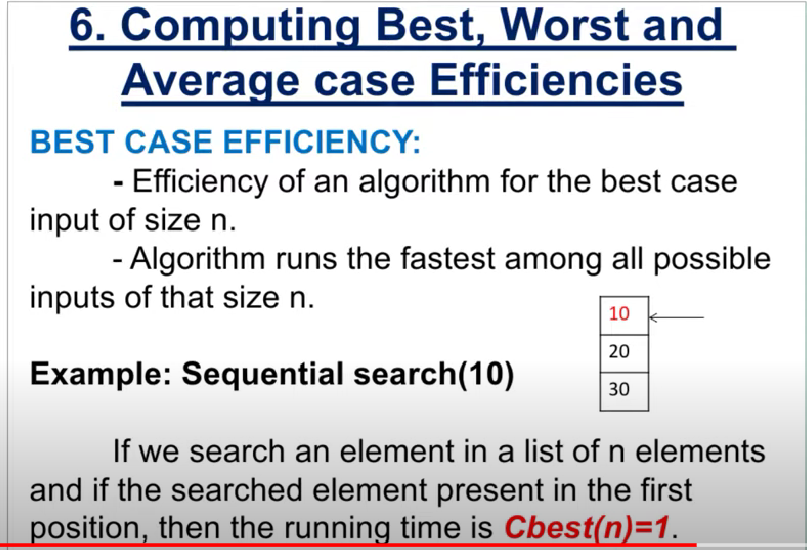 6. Computing Best, Worst and
Average case Efficiencies
BEST CASE EFFICIENCY:
- Efficiency of an algorithm for the best case
input of size n.
- Algorithm runs the fastest among all possible
inputs of that size n.
10
20
30
Example: Sequential search(10)
If we search an element in a list of n elements
and if the searched element present in the first
position, then the running time is Cbest(n)=1.